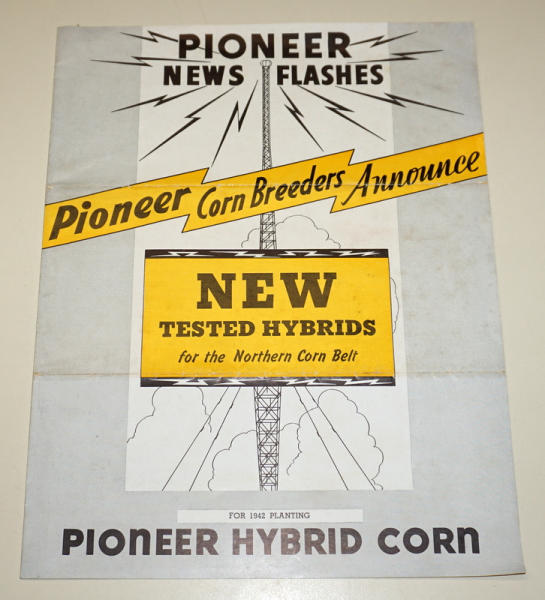 PIONEER
NEWS FLASHES
Pioneer Corn Breeders Announce
NEW
TESTED HYBRIDS
for the Northern Corn Belt
FOR 1942 PLANTING
PIONEER HYBRID CORN